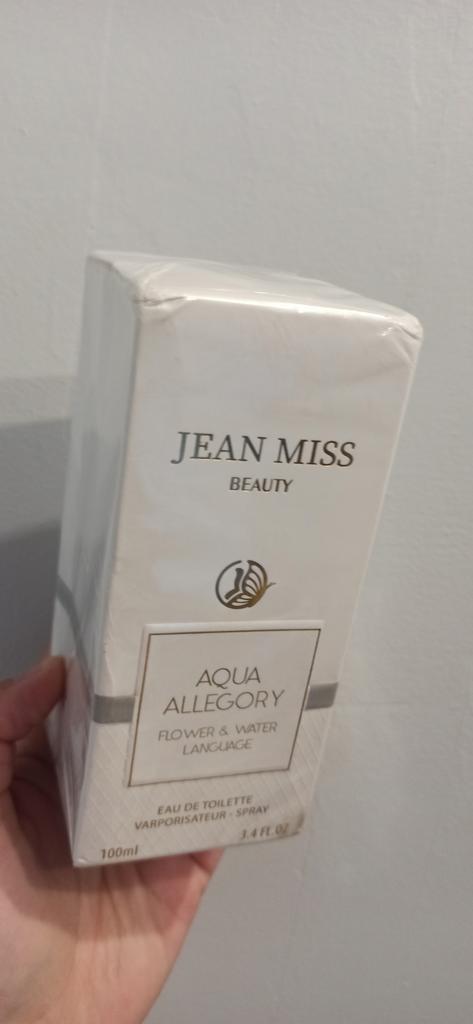 JEAN MISS
BEAUTY
AQUA
ALLEGORY
FLOWER & WATER
LANGUAGE
EAU DE TOILETTE
VARPORISATEUR - SPRAY
100ml
3.4 FL.OZ